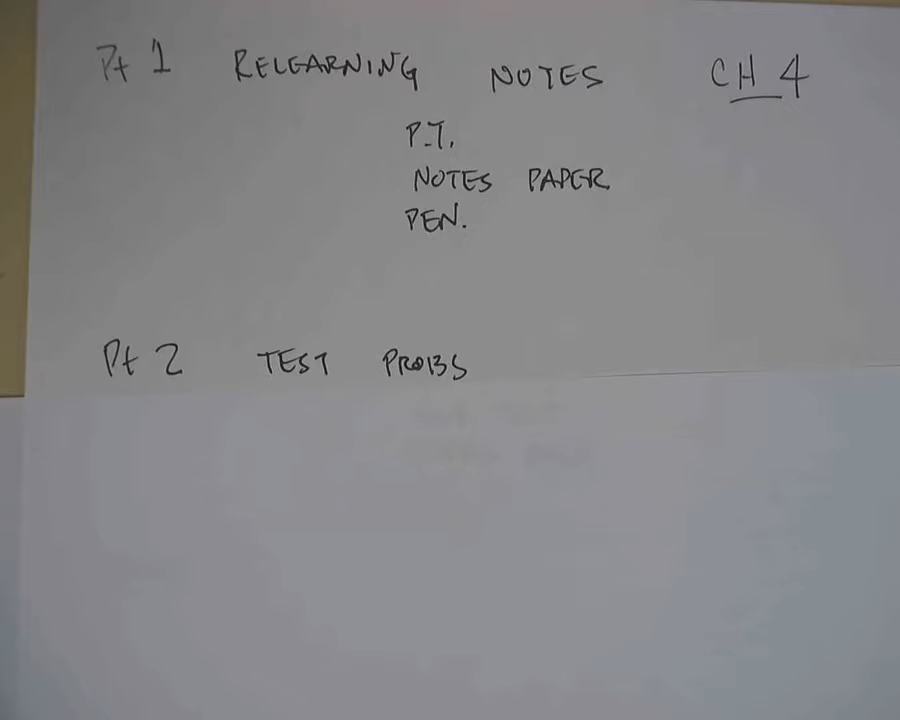 Pt 1 RELEARNING NOTES CH 4
P.T.
NOTES PAPER
PEN.
Pt 2 TEST PROBS